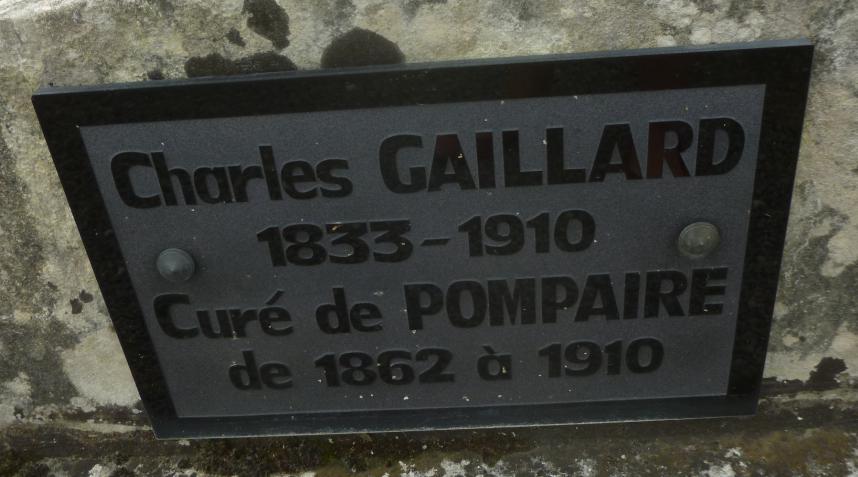 Charles GAILLARD
1833-1910
Curé de POMPAIRE
de 1862 à 1910